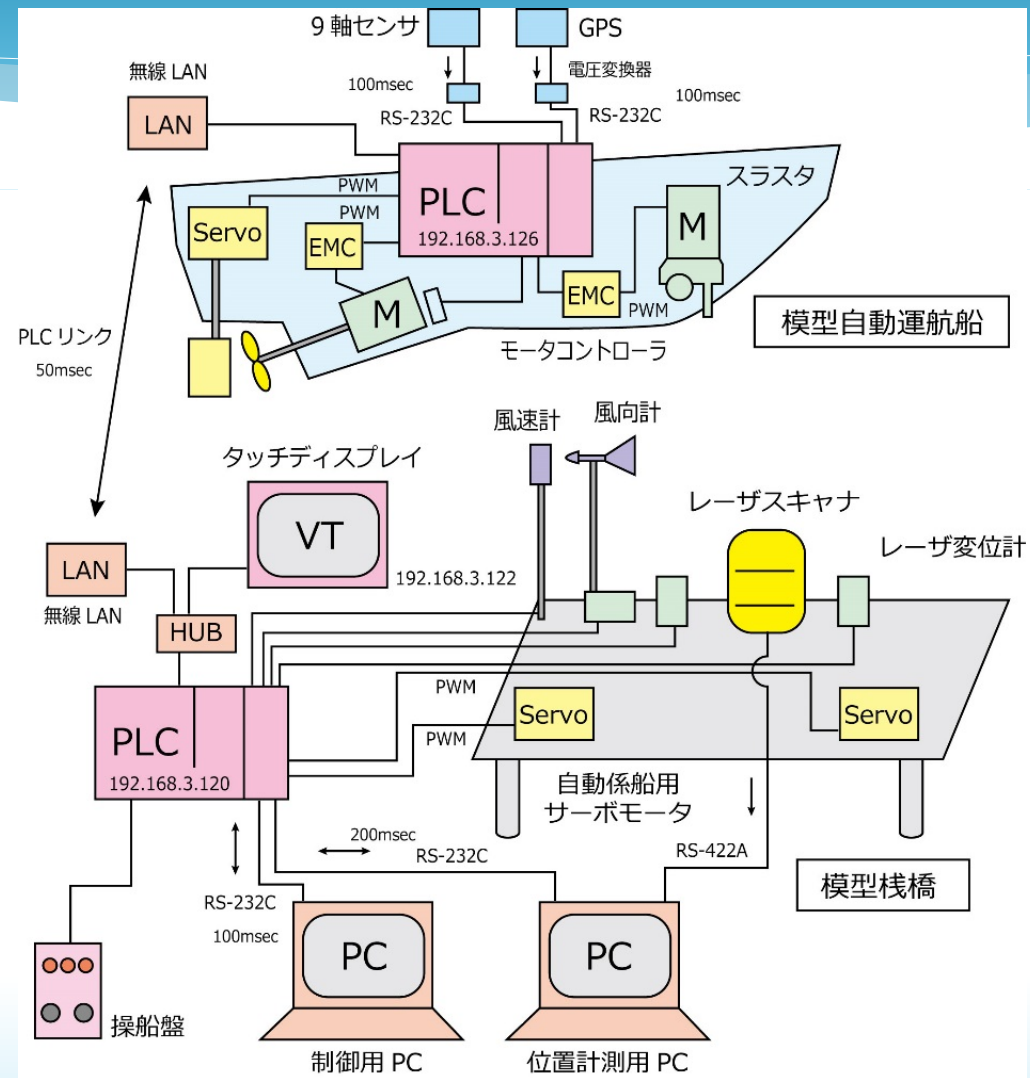 9 軸センサ
GPS
無線 LAN
電圧変換器
100msec
100msec
LAN
RS-232C
RS-232C
PWM
スラスタ
PLC
PWM
M
Servo
192.168.3.126
EMC
EMC
M
PWM
模型自動運航船
PLC リンク
50msec
モータコントローラ
風速計
風向計
タッチディスプレイ
レーザスキャナ
VT
レーザ変位計
LAN
192.168.3.122
無線 LAN
HUB
PWM
Servo
Servo
PLC
PWM
192.168.3.120
自動係船用
サーボモータ
200msec
RS-232C
RS-422A
模型桟橋
RS-232C
100msec
PC
PC
操船盤
制御用 PC
位置計測用 PC